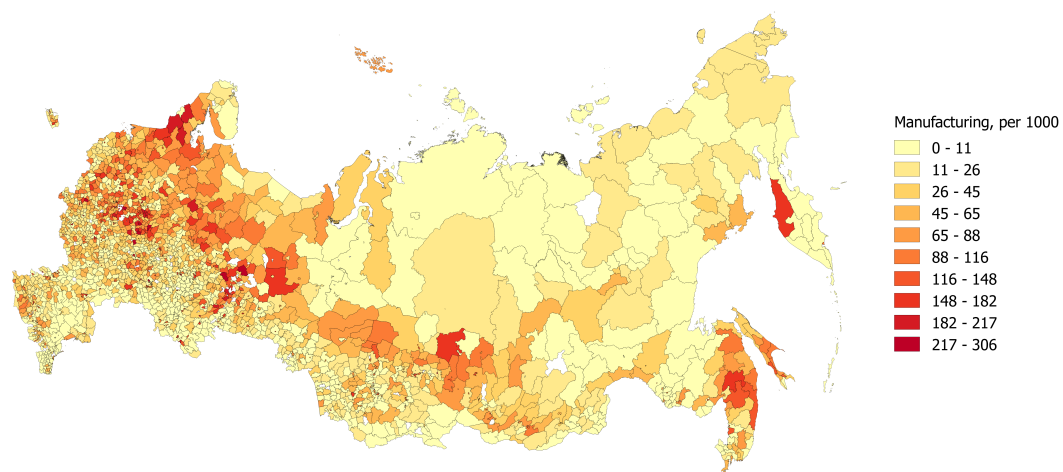 Manufacturing, per 1000
0 - 11
11 - 26
26 - 45
45 - 65
65 - 88
88 - 116
116 - 148
148 - 182
182 - 217
217 - 306